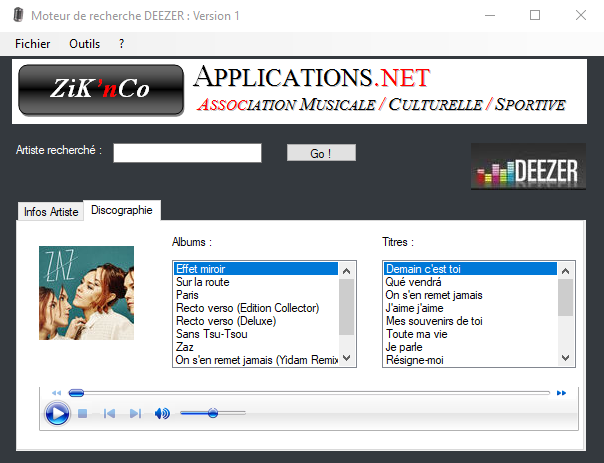 Moteur de recherche DEEZER : Version 1
Fichier Outils ?
ZiK'nCo
APPLICATIONS.NET
ASSOCIATION MUSICALE / CULTURELLE / SPORTIVE
Artiste recherché :
Go !
DEEZER
Infos Artiste
Discographie
ZAZ
Albums :
Effet miroir
Sur la route
Paris
Recto verso (Edition Collector)
Recto verso (Deluxe)
Sans Tsu-Tsou
Zaz
On s'en remet jamais (Yidam Remix
Titres :
Demain c'est toi
Qué vendrá
On s'en remet jamais
J'aime j'aime
Mes souvenirs de toi
Toute ma vie
Je parle
Résigne-moi